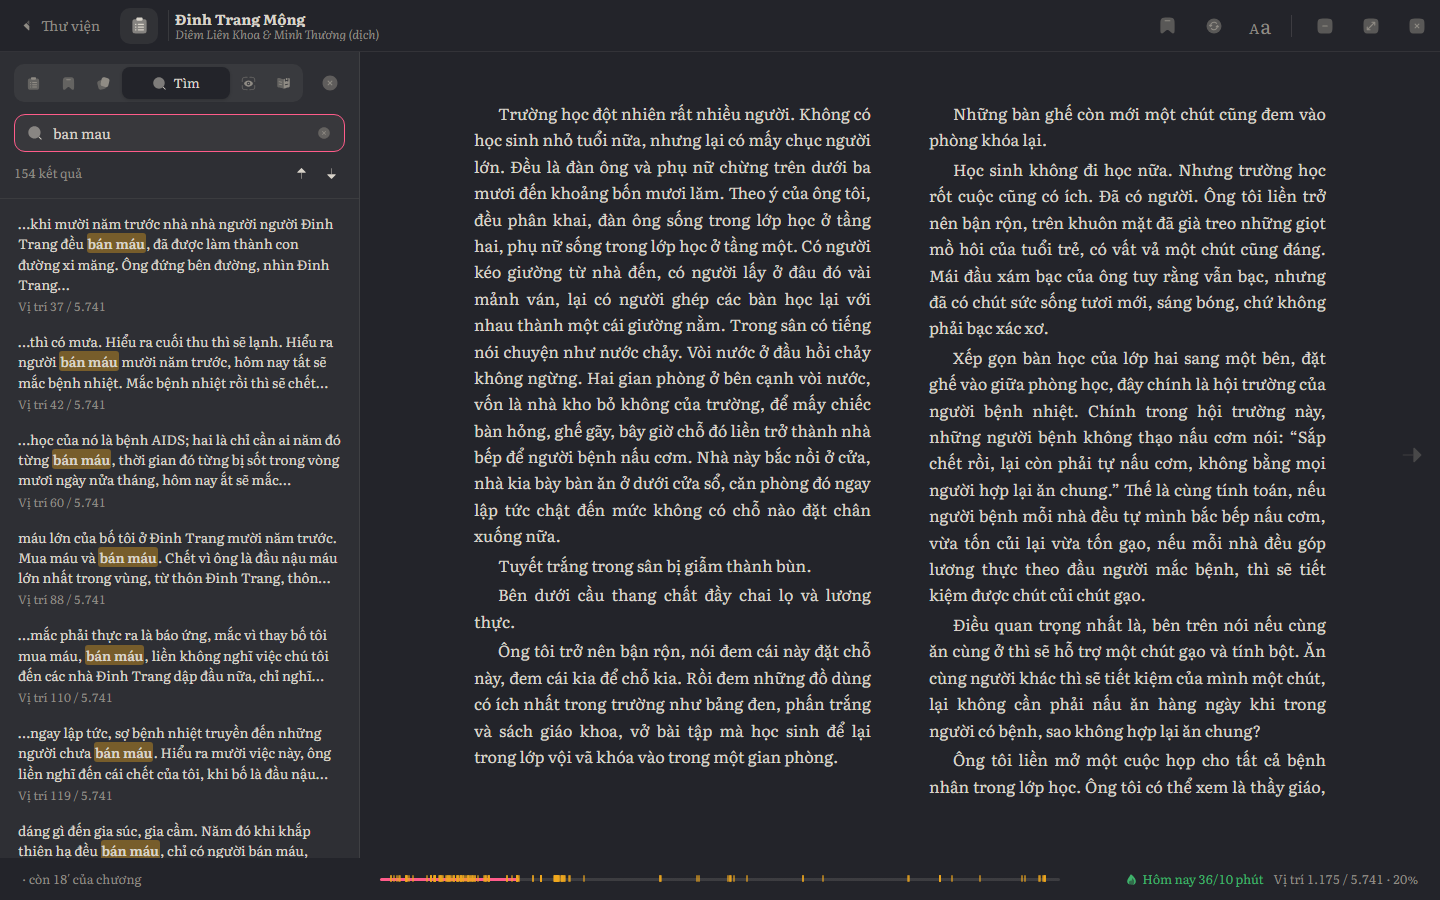 Thư viện
Đinh Trang Mộng
Diêm Liên Khoa & Minh Thương (dịch)
Aa
Tìm
ban mau
154 kết quả
...khi mười năm trước nhà nhà người người Đinh
Trang đều bán máu, đã được làm thành con
đường xi măng. Ông đứng bên đường, nhìn Đinh
Trang...
Vị trí 37 / 5.741
...thì có mưa. Hiểu ra cuối thu thì sẽ lạnh. Hiểu ra
người bán máu mười năm trước, hôm nay tất sẽ
mắc bệnh nhiệt. Mắc bệnh nhiệt rồi thì sẽ chết...
Vị trí 42 / 5.741
...học của nó là bệnh AIDS; hai là chỉ cần ai năm đó
từng bán máu, thời gian đó từng bị sốt trong vòng
mươi ngày nửa tháng, hôm nay ắt sẽ mắc...
Vị trí 60 / 5.741
máu lớn của bố tôi ở Đinh Trang mười năm trước.
Mua máu và bán máu. Chết vì ông là đầu nậu máu
lớn nhất trong vùng, từ thôn Đinh Trang, thôn...
Vị trí 88 / 5.741
...mắc phải thực ra là báo ứng, mắc vì thay bố tôi
mua máu, bán máu, liền không nghĩ việc chú tôi
đến các nhà Đinh Trang dập đầu nữa, chỉ nghĩ...
Vị trí 110 / 5.741
...ngay lập tức, sợ bệnh nhiệt truyền đến những
người chưa bán máu. Hiểu ra mười việc này, ông
liền nghĩ đến cái chết của tôi, khi bố là đầu nậu...
Vị trí 119 / 5.741
dáng gì đến gia súc, gia cầm. Năm đó khi khắp
thiên hạ đều bán máu, chỉ có người bán máu,
Trường học đột nhiên rất nhiều người. Không có
học sinh nhỏ tuổi nữa, nhưng lại có mấy chục người
lớn. Đều là đàn ông và phụ nữ chừng trên dưới ba
mươi đến khoảng bốn mươi lăm. Theo ý của ông tôi,
đều phân khai, đàn ông sống trong lớp học ở tầng
hai, phụ nữ sống trong lớp học ở tầng một. Có người
kéo giường từ nhà đến, có người lấy ở đâu đó vài
mảnh ván, lại có người ghép các bàn học lại với
nhau thành một cái giường nằm. Trong sân có tiếng
nói chuyện như nước chảy. Vòi nước ở đầu hồi chảy
không ngừng. Hai gian phòng ở bên cạnh vòi nước,
vốn là nhà kho bỏ không của trường, để mấy chiếc
bàn hỏng, ghế gãy, bây giờ chỗ đó liền trở thành nhà
bếp để người bệnh nấu cơm. Nhà này bắc nồi ở cửa,
nhà kia bày bàn ăn ở dưới cửa sổ, căn phòng đó ngay
lập tức chật đến mức không có chỗ nào đặt chân
xuống nữa.
Tuyết trắng trong sân bị giẫm thành bùn.
Bên dưới cầu thang chất đầy chai lọ và lương
thực.
Ông tôi trở nên bận rộn, nói đem cái này đặt chỗ
này, đem cái kia để chỗ kia. Rồi đem những đồ dùng
có ích nhất trong trường như bảng đen, phấn trắng
và sách giáo khoa, vở bài tập mà học sinh để lại
trong lớp vội vã khóa vào trong một gian phòng.
Những bàn ghế còn mới một chút cũng đem vào
phòng khóa lại.
Học sinh không đi học nữa. Nhưng trường học
rốt cuộc cũng có ích. Đã có người. Ông tôi liền trở
nên bận rộn, trên khuôn mặt đã già treo những giọt
mồ hôi của tuổi trẻ, có vất vả một chút cũng đáng.
Mái đầu xám bạc của ông tuy rằng vẫn bạc, nhưng
đã có chút sức sống tươi mới, sáng bóng, chứ không
phải bạc xác xơ.
Xếp gọn bàn học của lớp hai sang một bên, đặt
ghế vào giữa phòng học, đây chính là hội trường của
người bệnh nhiệt. Chính trong hội trường này,
những người bệnh không thạo nấu cơm nói: “Sắp
chết rồi, lại còn phải tự nấu cơm, không bằng mọi
người hợp lại ăn chung.” Thế là cùng tính toán, nếu
người bệnh mỗi nhà đều tự mình bắc bếp nấu cơm,
vừa tốn củi lại vừa tốn gạo, nếu mỗi nhà đều góp
lương thực theo đầu người mắc bệnh, thì sẽ tiết
kiệm được chút củi chút gạo.
Điều quan trọng nhất là, bên trên nói nếu cùng
ăn cùng ở thì sẽ hỗ trợ một chút gạo và tính bột. Ăn
cùng người khác thì sẽ tiết kiệm của mình một chút,
lại không cần phải nấu ăn hàng ngày khi trong
người có bệnh, sao không hợp lại ăn chung?
Ông tôi liền mở một cuộc họp cho tất cả bệnh
nhân trong lớp học. Ông tôi có thể xem là thầy giáo,
· còn 18′ của chương
Hôm nay 36/10 phút
Vị trí 1.175 / 5.741 · 20%